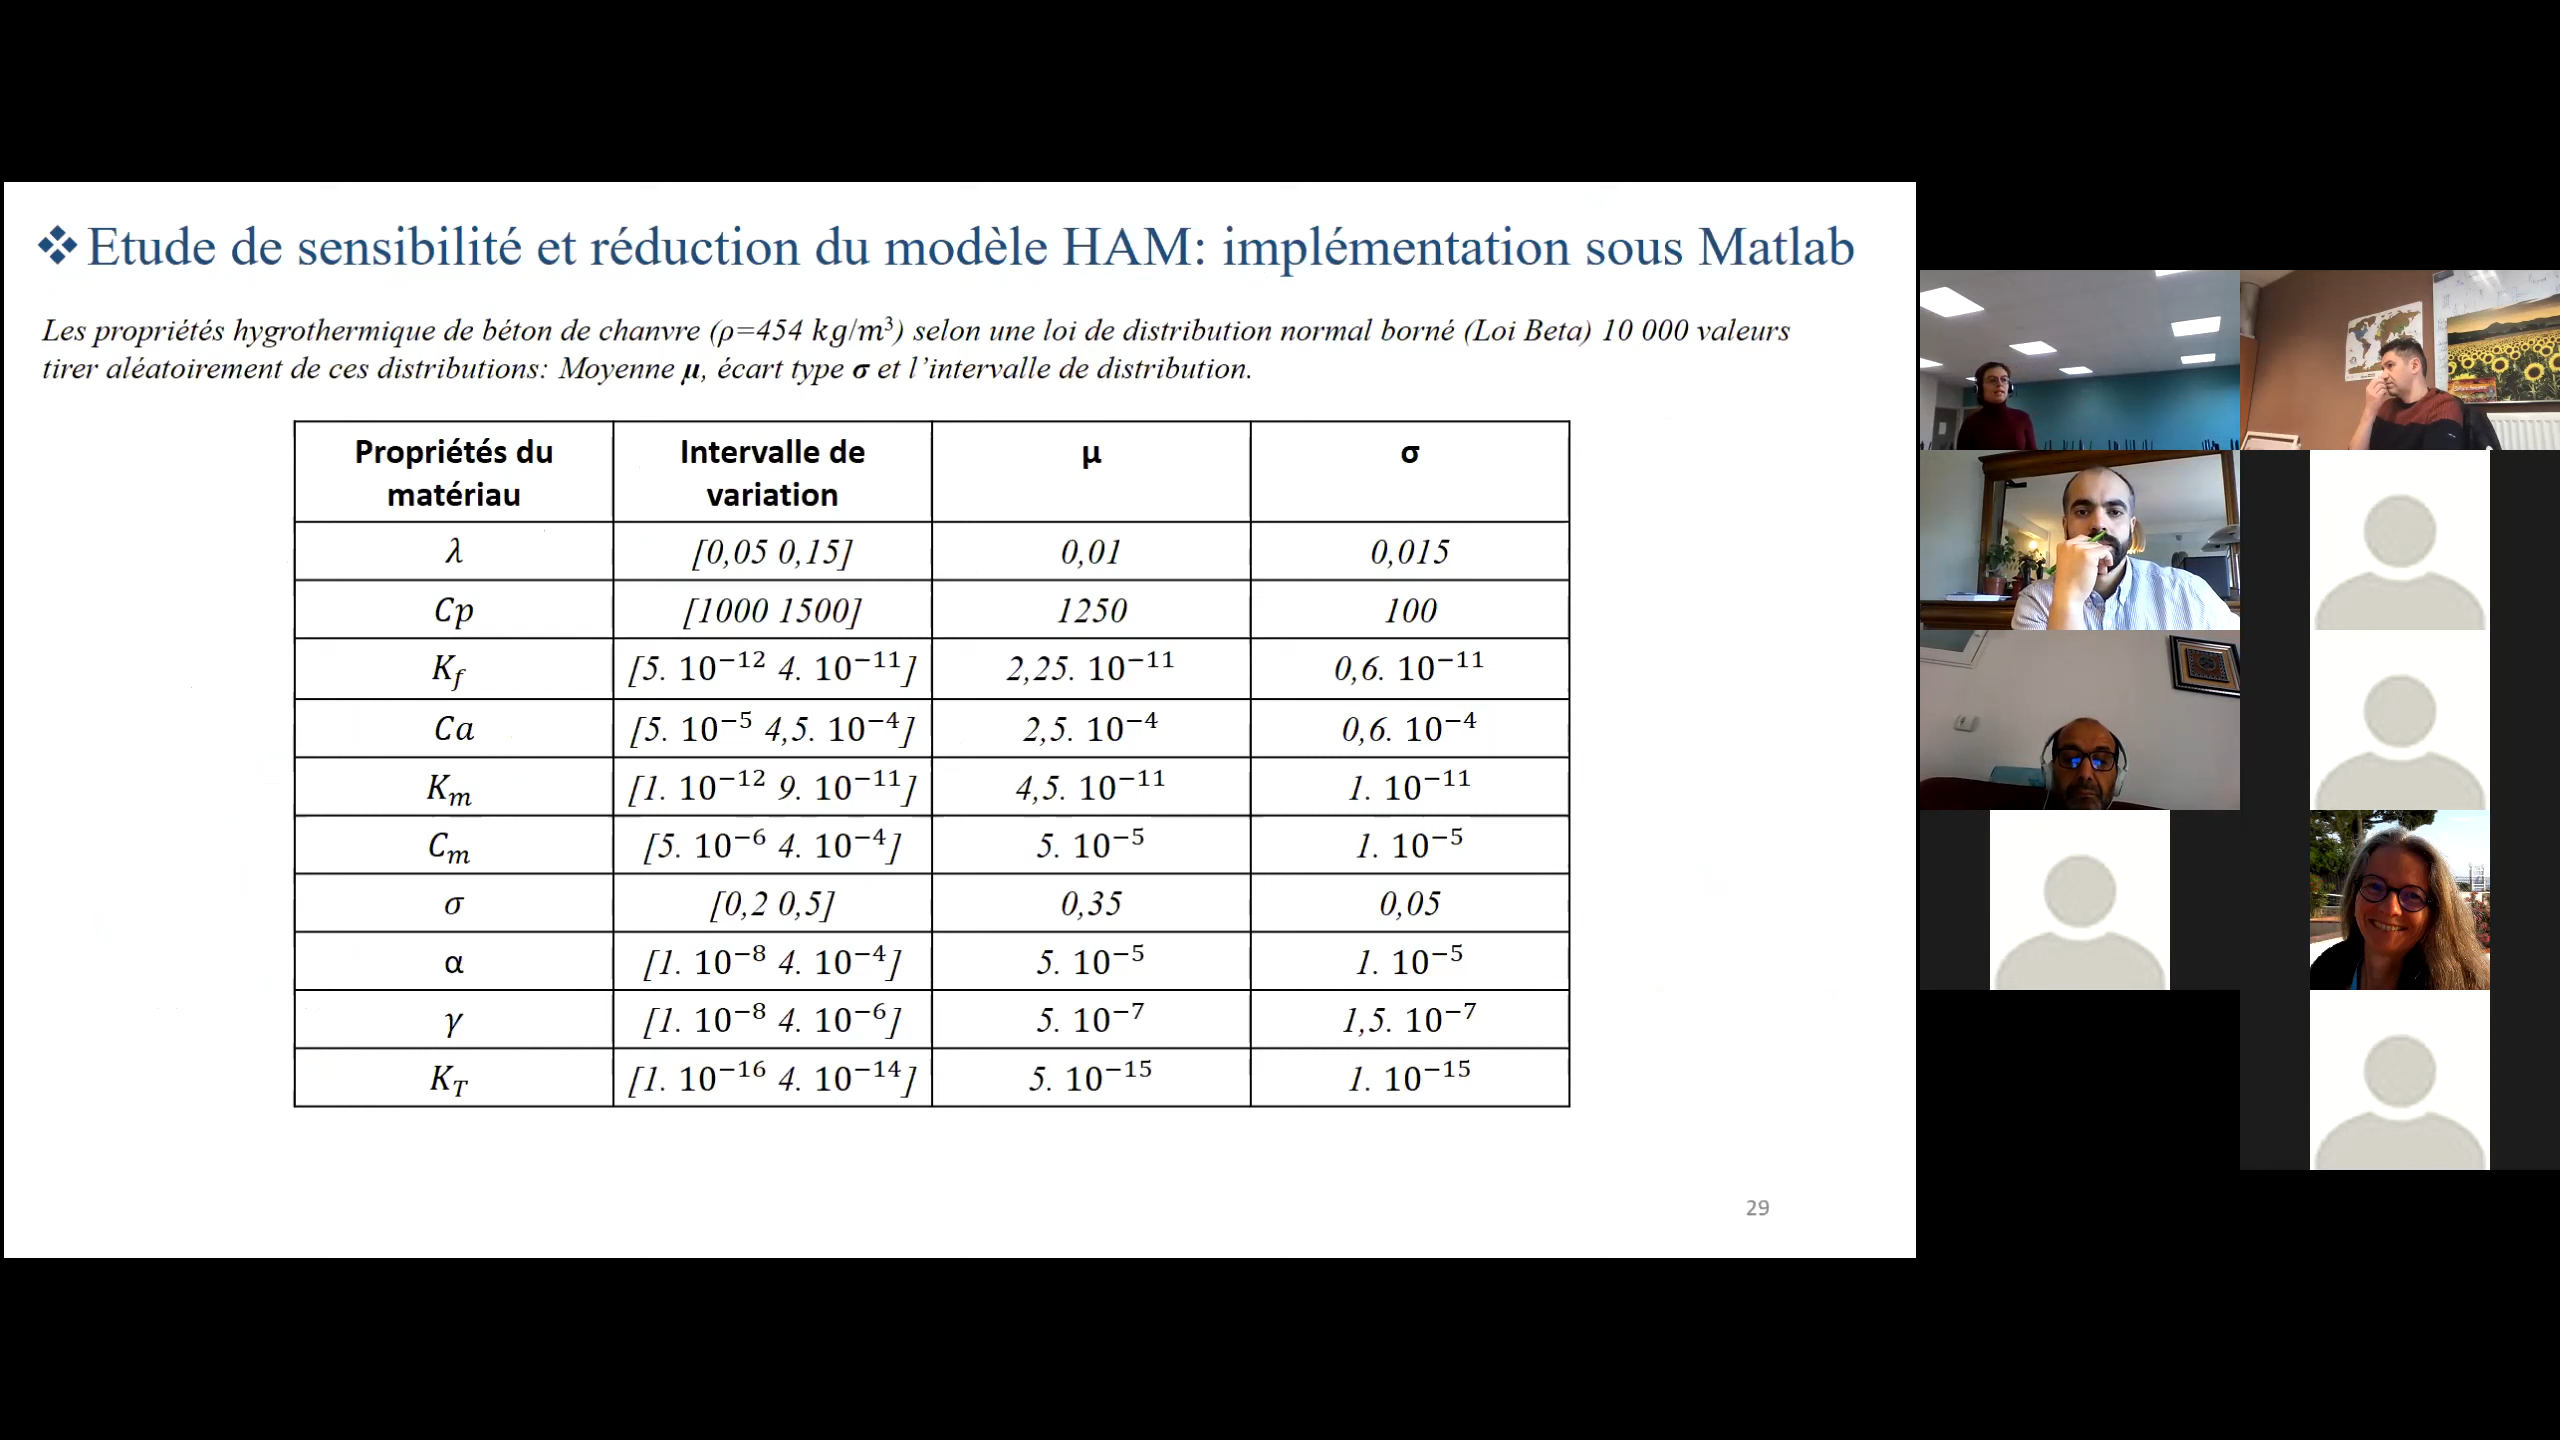 ❖ Etude de sensibilité et réduction du modèle HAM: implémentation sous Matlab
Les propriétés hygrothermique de béton de chanvre (ρ=454 kg/m³) selon une loi de distribution normal borné (Loi Beta) 10 000 valeurs
tirer aléatoirement de ces distributions: Moyenne μ, écart type σ et l’intervalle de distribution.
Propriétés du matériau Intervalle de variation μ σ
λ [0,05 0,15] 0,01 0,015
Cp [1000 1500] 1250 100
K_f [5. 10⁻¹² 4. 10⁻¹¹] 2,25. 10⁻¹¹ 0,6. 10⁻¹¹
Ca [5. 10⁻⁵ 4,5. 10⁻⁴] 2,5. 10⁻⁴ 0,6. 10⁻⁴
K_m [1. 10⁻¹² 9. 10⁻¹¹] 4,5. 10⁻¹¹ 1. 10⁻¹¹
C_m [5. 10⁻⁶ 4. 10⁻⁴] 5. 10⁻⁵ 1. 10⁻⁵
σ [0,2 0,5] 0,35 0,05
α [1. 10⁻⁸ 4. 10⁻⁴] 5. 10⁻⁵ 1. 10⁻⁵
γ [1. 10⁻⁸ 4. 10⁻⁶] 5. 10⁻⁷ 1,5. 10⁻⁷
K_T [1. 10⁻¹⁶ 4. 10⁻¹⁴] 5. 10⁻¹⁵ 1. 10⁻¹⁵
29